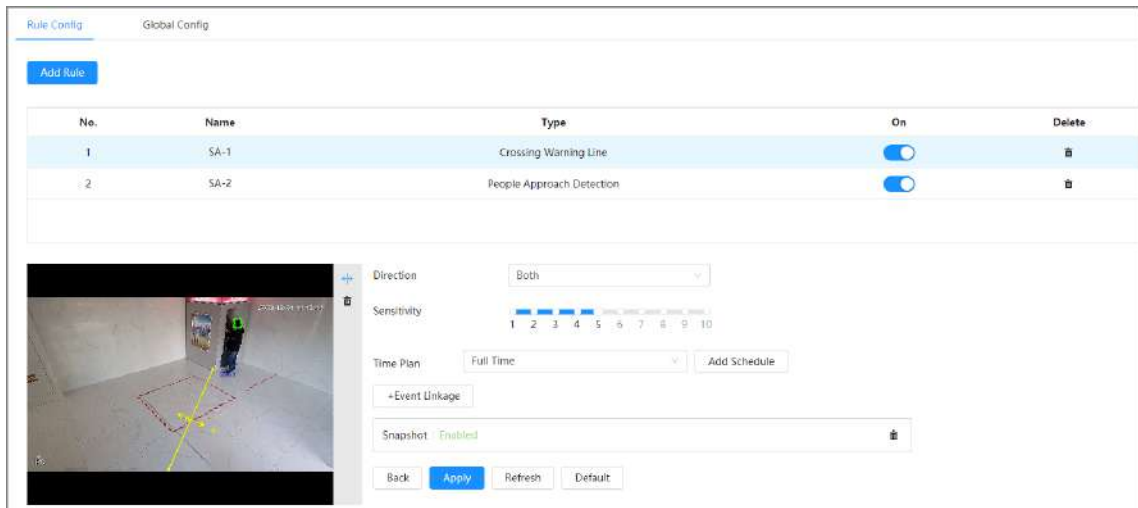 Rule Config Global Config
Add Rule
No. Name Type On Delete
1 SA-1 Crossing Warning Line
2 SA-2 People Approach Detection
Direction Both
Sensitivity
1 2 3 4 5 6 7 8 9 10
Time Plan Full Time Add Schedule
+Event Linkage
Snapshot Enabled
Back Apply Refresh Default